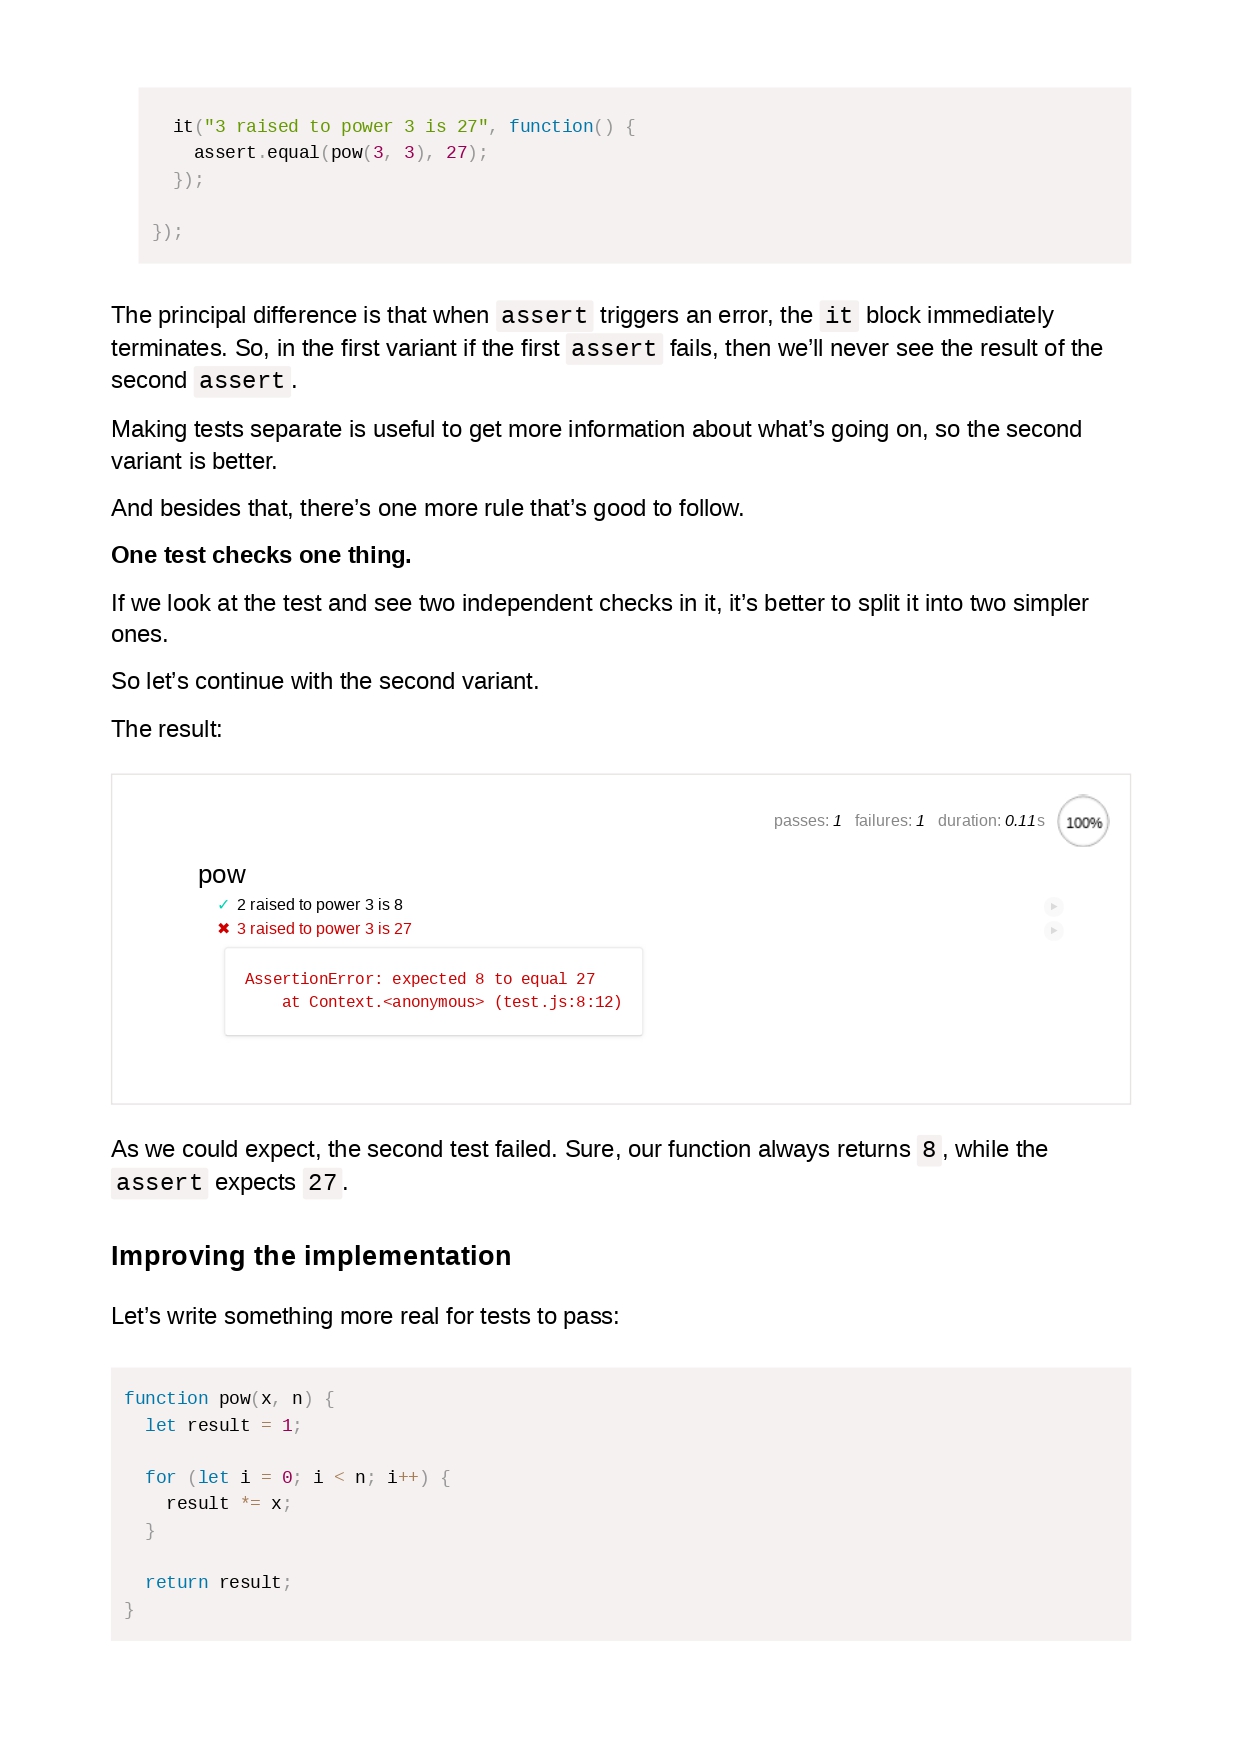 it("3 raised to power 3 is 27", function() {
assert.equal(pow(3, 3), 27);
});
});
The principal difference is that when assert triggers an error, the it block immediately
terminates. So, in the first variant if the first assert fails, then we’ll never see the result of the
second assert.
Making tests separate is useful to get more information about what’s going on, so the second
variant is better.
And besides that, there’s one more rule that’s good to follow.
One test checks one thing.
If we look at the test and see two independent checks in it, it’s better to split it into two simpler
ones.
So let’s continue with the second variant.
The result:
passes: 1 failures: 1 duration: 0.11s 100%
pow
✓ 2 raised to power 3 is 8
✖ 3 raised to power 3 is 27
AssertionError: expected 8 to equal 27
at Context.<anonymous> (test.js:8:12)
As we could expect, the second test failed. Sure, our function always returns 8, while the
assert expects 27.
Improving the implementation
Let’s write something more real for tests to pass:
function pow(x, n) {
let result = 1;
for (let i = 0; i < n; i++) {
result *= x;
}
return result;
}